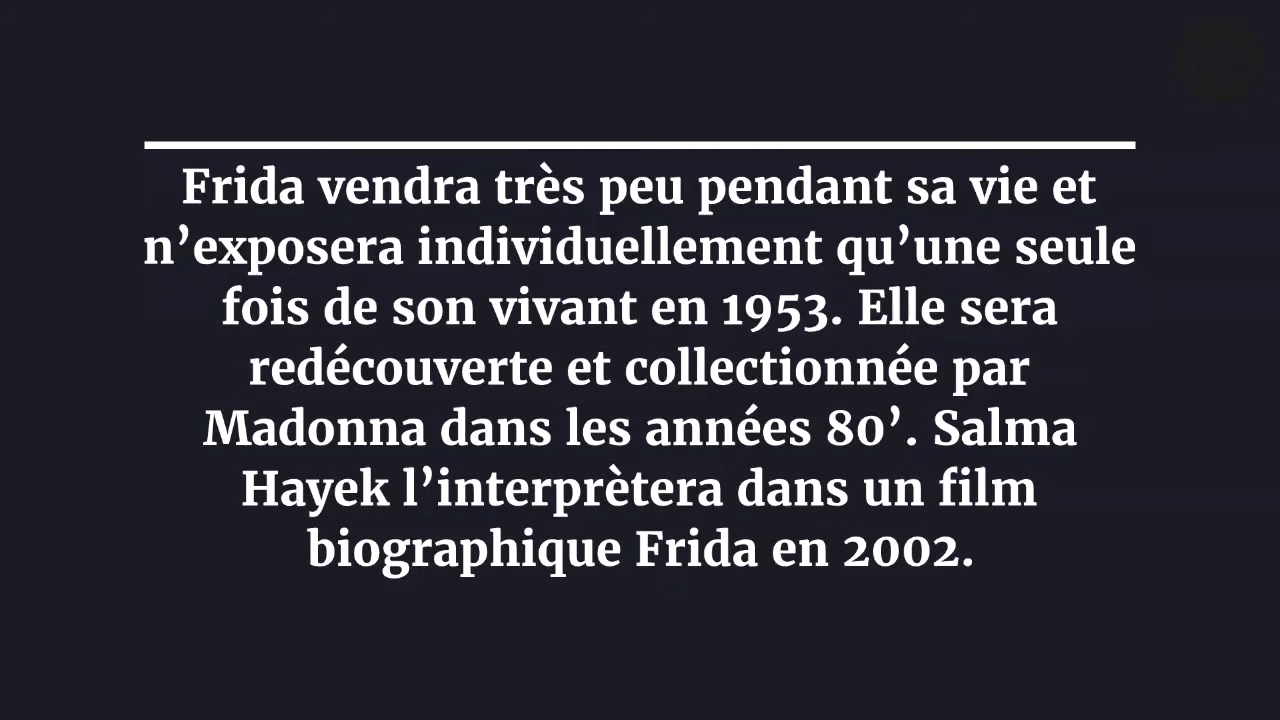 Frida vendra très peu pendant sa vie et
n’exposera individuellement qu’une seule
fois de son vivant en 1953. Elle sera
redécouverte et collectionnée par
Madonna dans les années 80’. Salma
Hayek l’interprètera dans un film
biographique Frida en 2002.